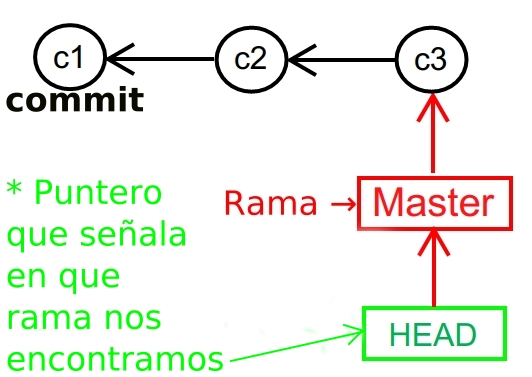 c1
c2
c3
commit
* Puntero
que señala
en que
rama nos
encontramos
Rama →
Master
HEAD